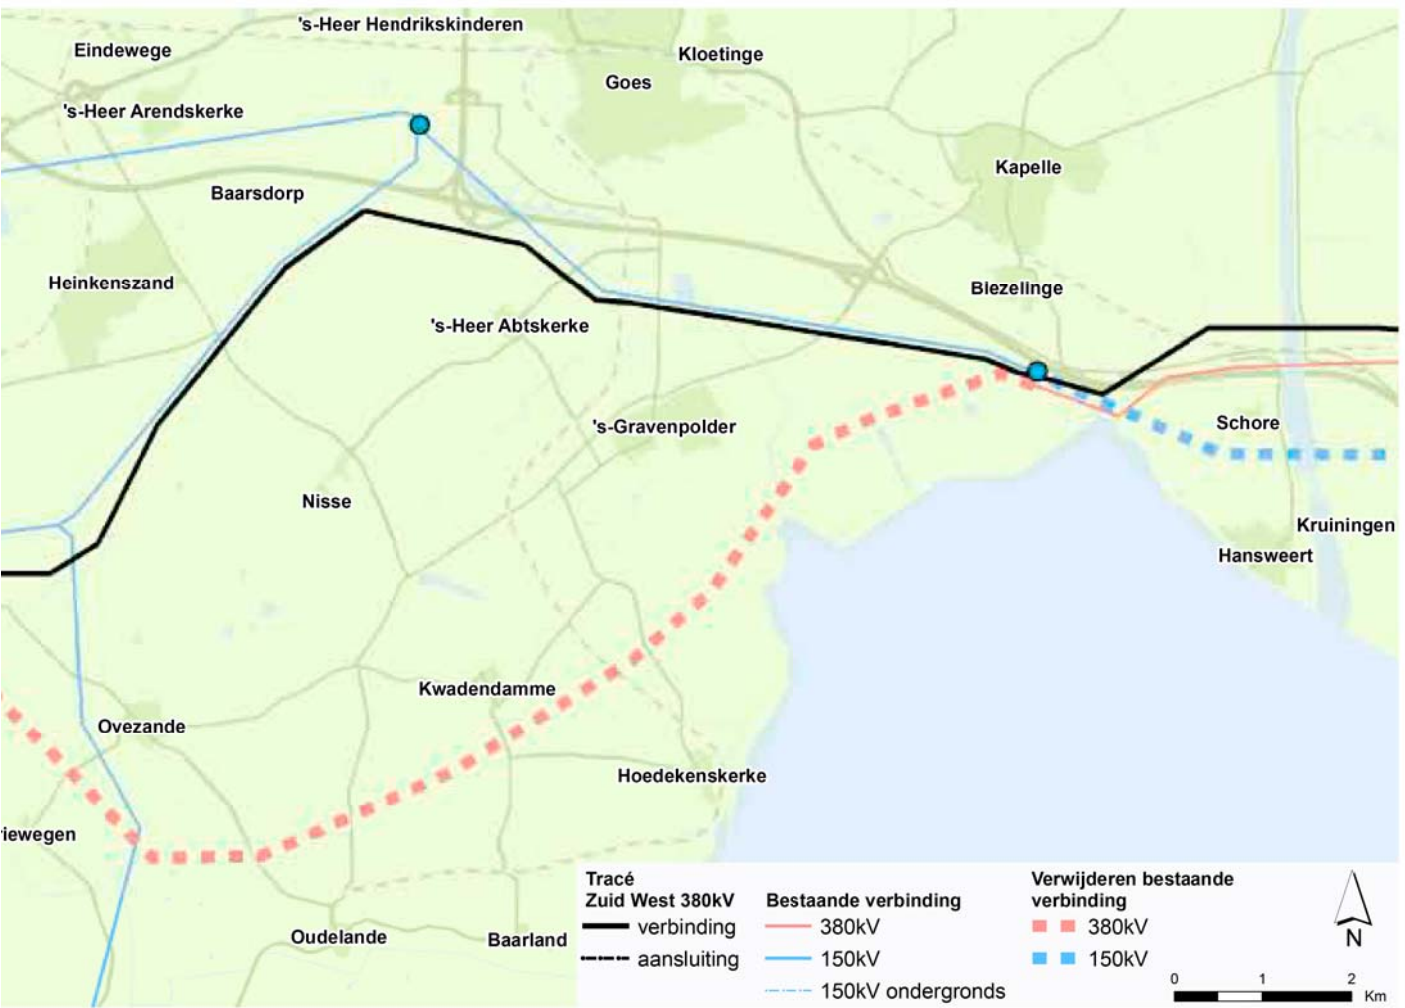 's-Heer Hendrikskinderen
Eindewege
Kloetinge
Goes
's-Heer Arendskerke
Kapelle
Baarsdorp
Heinkenszand
Biezelinge
's-Heer Abtskerke
's-Gravenpolder
Schore
Nisse
Kruiningen
Hansweert
Kwadendamme
Ovezande
Hoedekenskerke
riewegen
Oudelande
Baarland
Tracé
Zuid West 380kV
verbinding
aansluiting
Bestaande verbinding
380kV
150kV
150kV ondergronds
Verwijderen bestaande
verbinding
380kV
150kV
N
0 1 2
Km